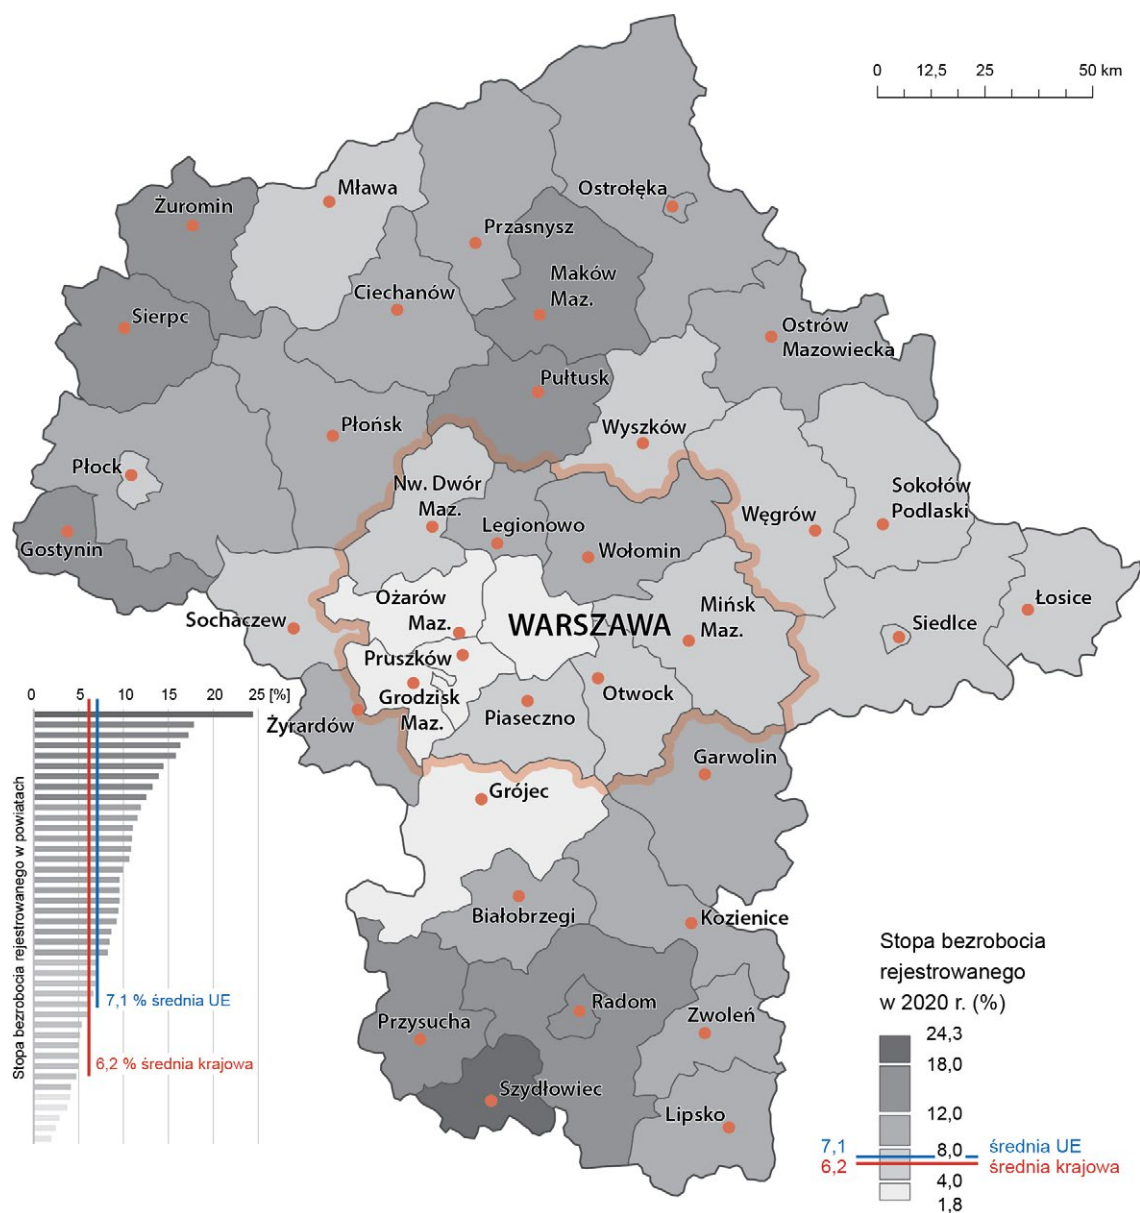 0 12,5 25 50 km
Mława
Żuromin
Ostrołęka
Przasnysz
Maków
Maz.
Ciechanów
Sierpc
Ostrów
Mazowiecka
Pułtusk
Płońsk
Wyszków
Płock
Nw. Dwór
Maz.
Sokołów
Podlaski
Węgrów
Legionowo
Gostynin
Wołomin
Ożarów
Maz.
WARSZAWA
Mińsk
Maz.
Łosice
Sochaczew
Siedlce
Pruszków
Grodzisk
Maz.
Otwock
Piaseczno
Żyrardów
Garwolin
Grójec
Białobrzegi
Kozienice
Radom
Przysucha
Zwoleń
Szydłowiec
Lipsko
0 5 10 15 20 25 [%]
Stopa bezrobocia rejestrowanego w powiatach
7,1 % średnia UE
6,2 % średnia krajowa
Stopa bezrobocia
rejestrowanego
w 2020 r. (%)
24,3
18,0
12,0
7,1 8,0 średnia UE
6,2 średnia krajowa
4,0
1,8